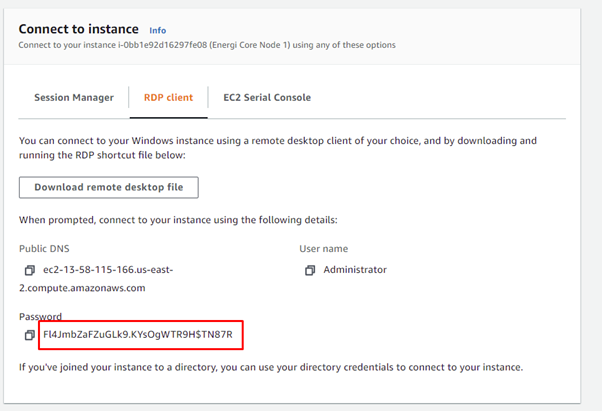 Connect to instance Info
Connect to your instance i-0bb1e92d16297fe08 (Energi Core Node 1) using any of these options
Session Manager RDP client EC2 Serial Console
You can connect to your Windows instance using a remote desktop client of your choice, and by downloading and
running the RDP shortcut file below:
Download remote desktop file
When prompted, connect to your instance using the following details:
Public DNS User name
ec2-13-58-115-166.us-east- Administrator
2.compute.amazonaws.com
Password
Fl4JmbZaFZuGLk9.KYsOgWTR9H$TN87R
If you've joined your instance to a directory, you can use your directory credentials to connect to your instance.